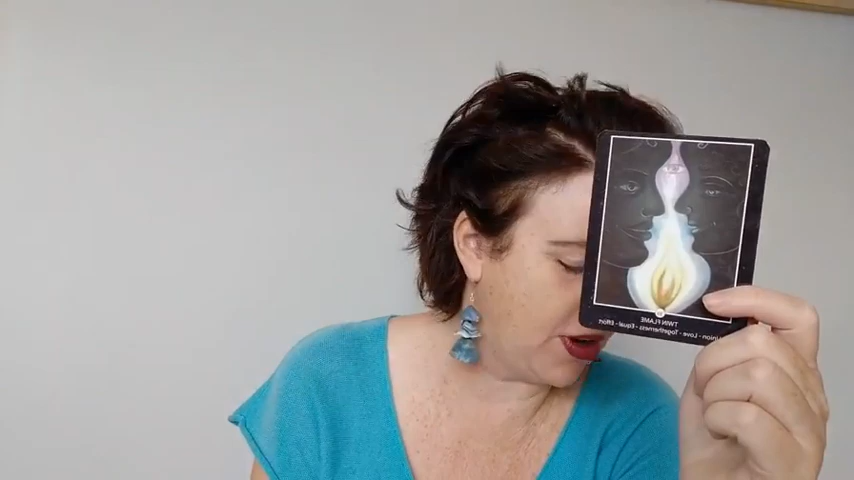 TWIN FLAME
Union - Love - Togetherness - Equal - Effort